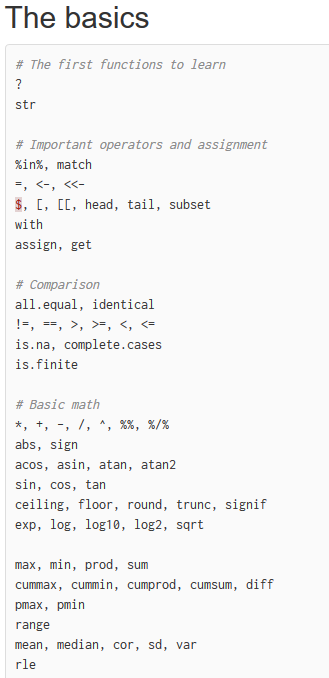 The basics
# The first functions to learn
?
str
# Important operators and assignment
%in%, match
=, <-, <<-
$, [, [[, head, tail, subset
with
assign, get
# Comparison
all.equal, identical
!=, ==, >, >=, <, <=
is.na, complete.cases
is.finite
# Basic math
*, +, -, /, ^, %%, %/%
abs, sign
acos, asin, atan, atan2
sin, cos, tan
ceiling, floor, round, trunc, signif
exp, log, log10, log2, sqrt
max, min, prod, sum
cummax, cummin, cumprod, cumsum, diff
pmax, pmin
range
mean, median, cor, sd, var
rle